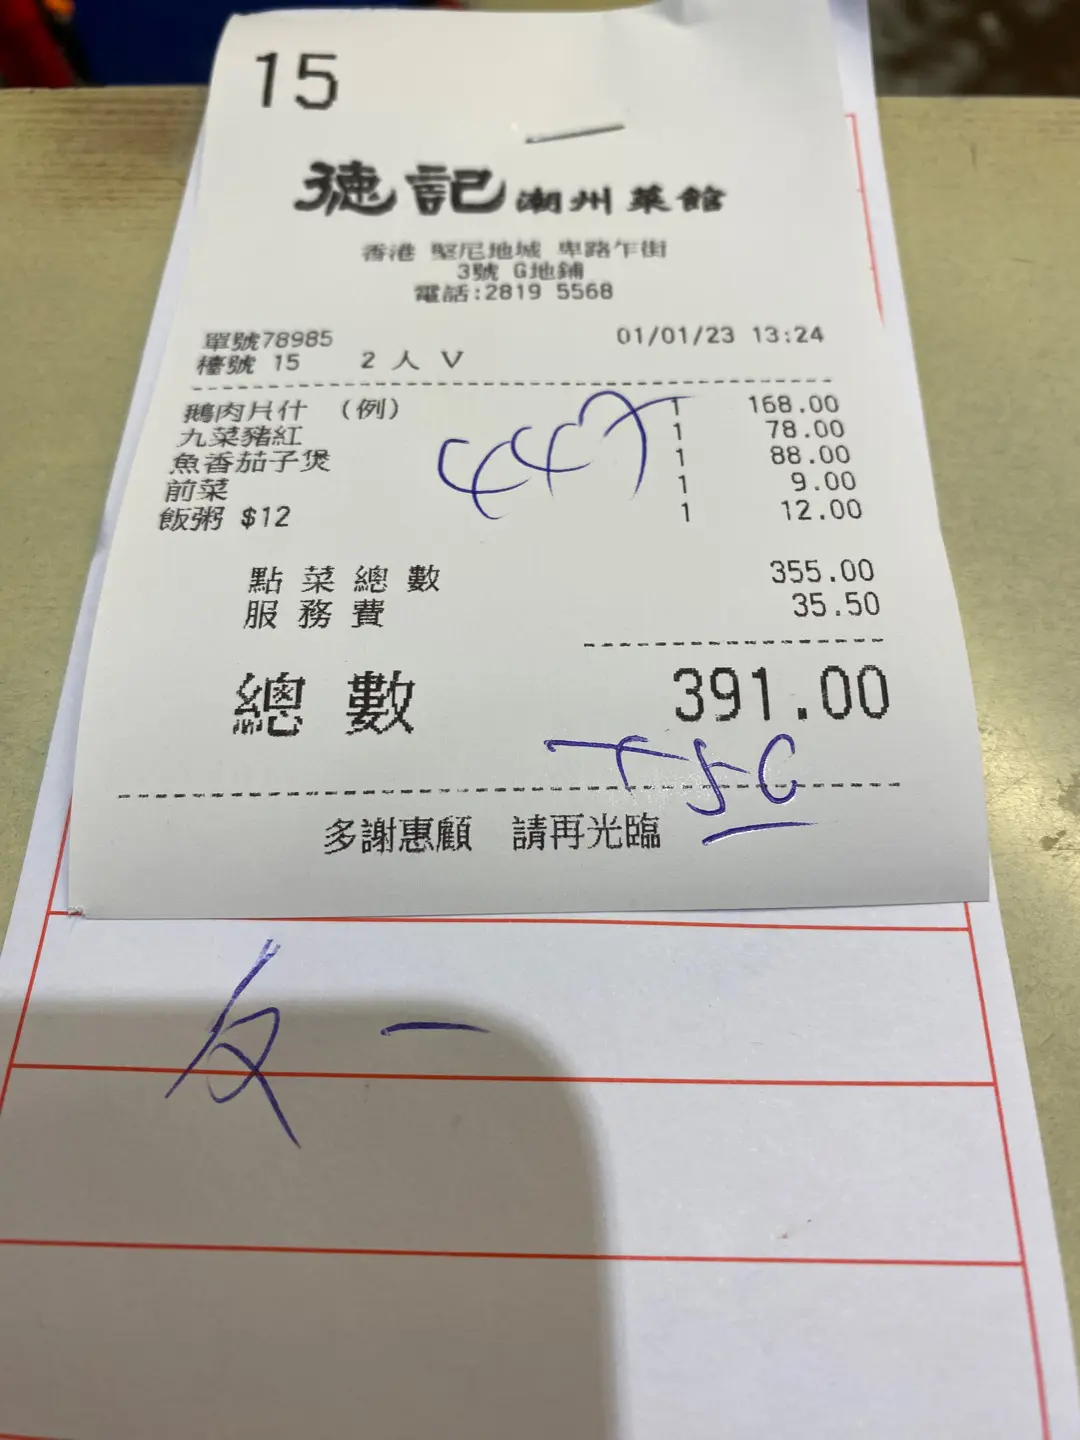 15
德記 潮州菜館
香港 堅尼地城 卑路乍街
3號 G地鋪
電話:2819 5568
單號78985 01/01/23 13:24
檯號 15 2 人 V
鵝肉片什 (例) 1 168.00
九菜豬紅 1 78.00
魚香茄子煲 1 88.00
前菜 1 9.00
飯粥 $12 1 12.00
點菜總數 355.00
服務費 35.50
總數 391.00
多謝惠顧 請再光臨